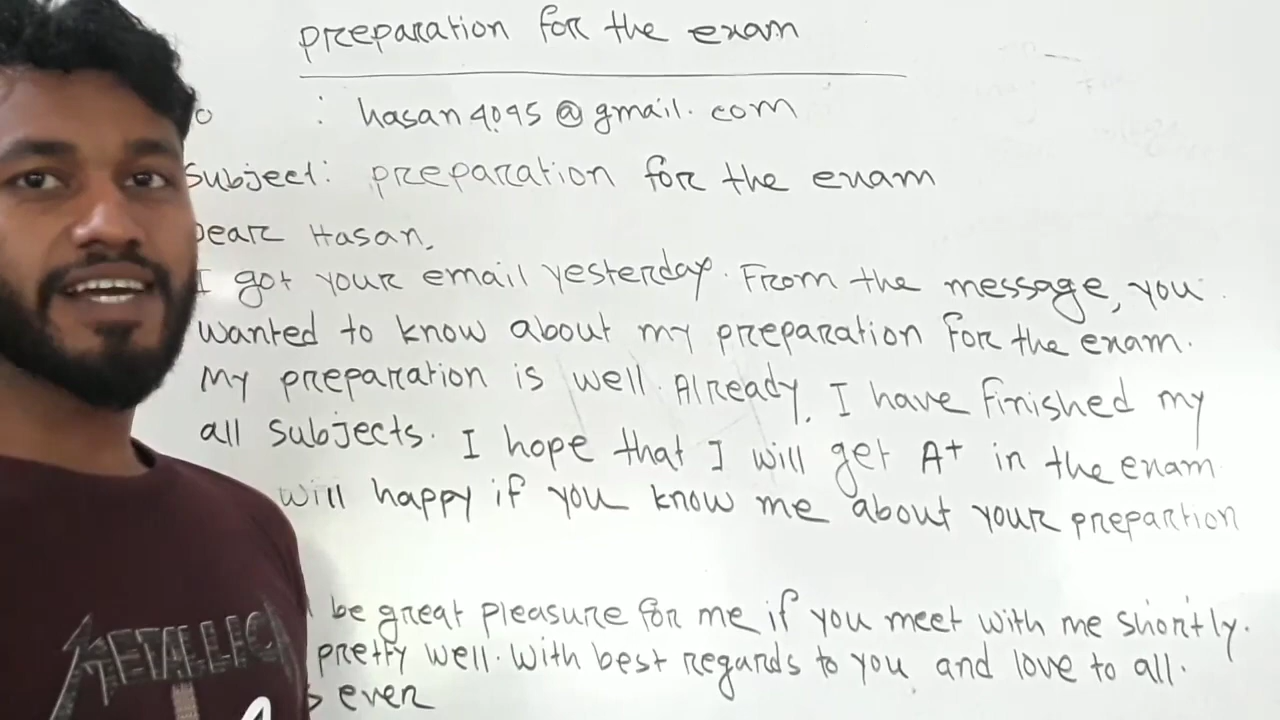 preparation for the exam
o : hasan4095@gmail.com
Subject: preparation for the exam
Dear Hasan,
I got your email yesterday. From the message, you
wanted to know about my preparation for the exam.
My preparation is well. Already, I have finished my
all subjects. I hope that I will get A+ in the exam
will happy if you know me about your prepartion
be great pleasure for me if you meet with me shortly.
pretty well. With best regards to you and love to all.
s ever
METALLICA